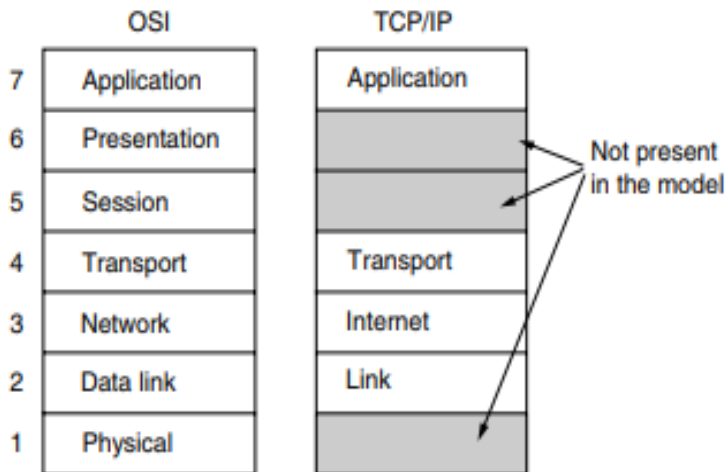 OSI TCP/IP
7 Application Application
6 Presentation
Not present
in the model
5 Session
4 Transport Transport
3 Network Internet
2 Data link Link
1 Physical